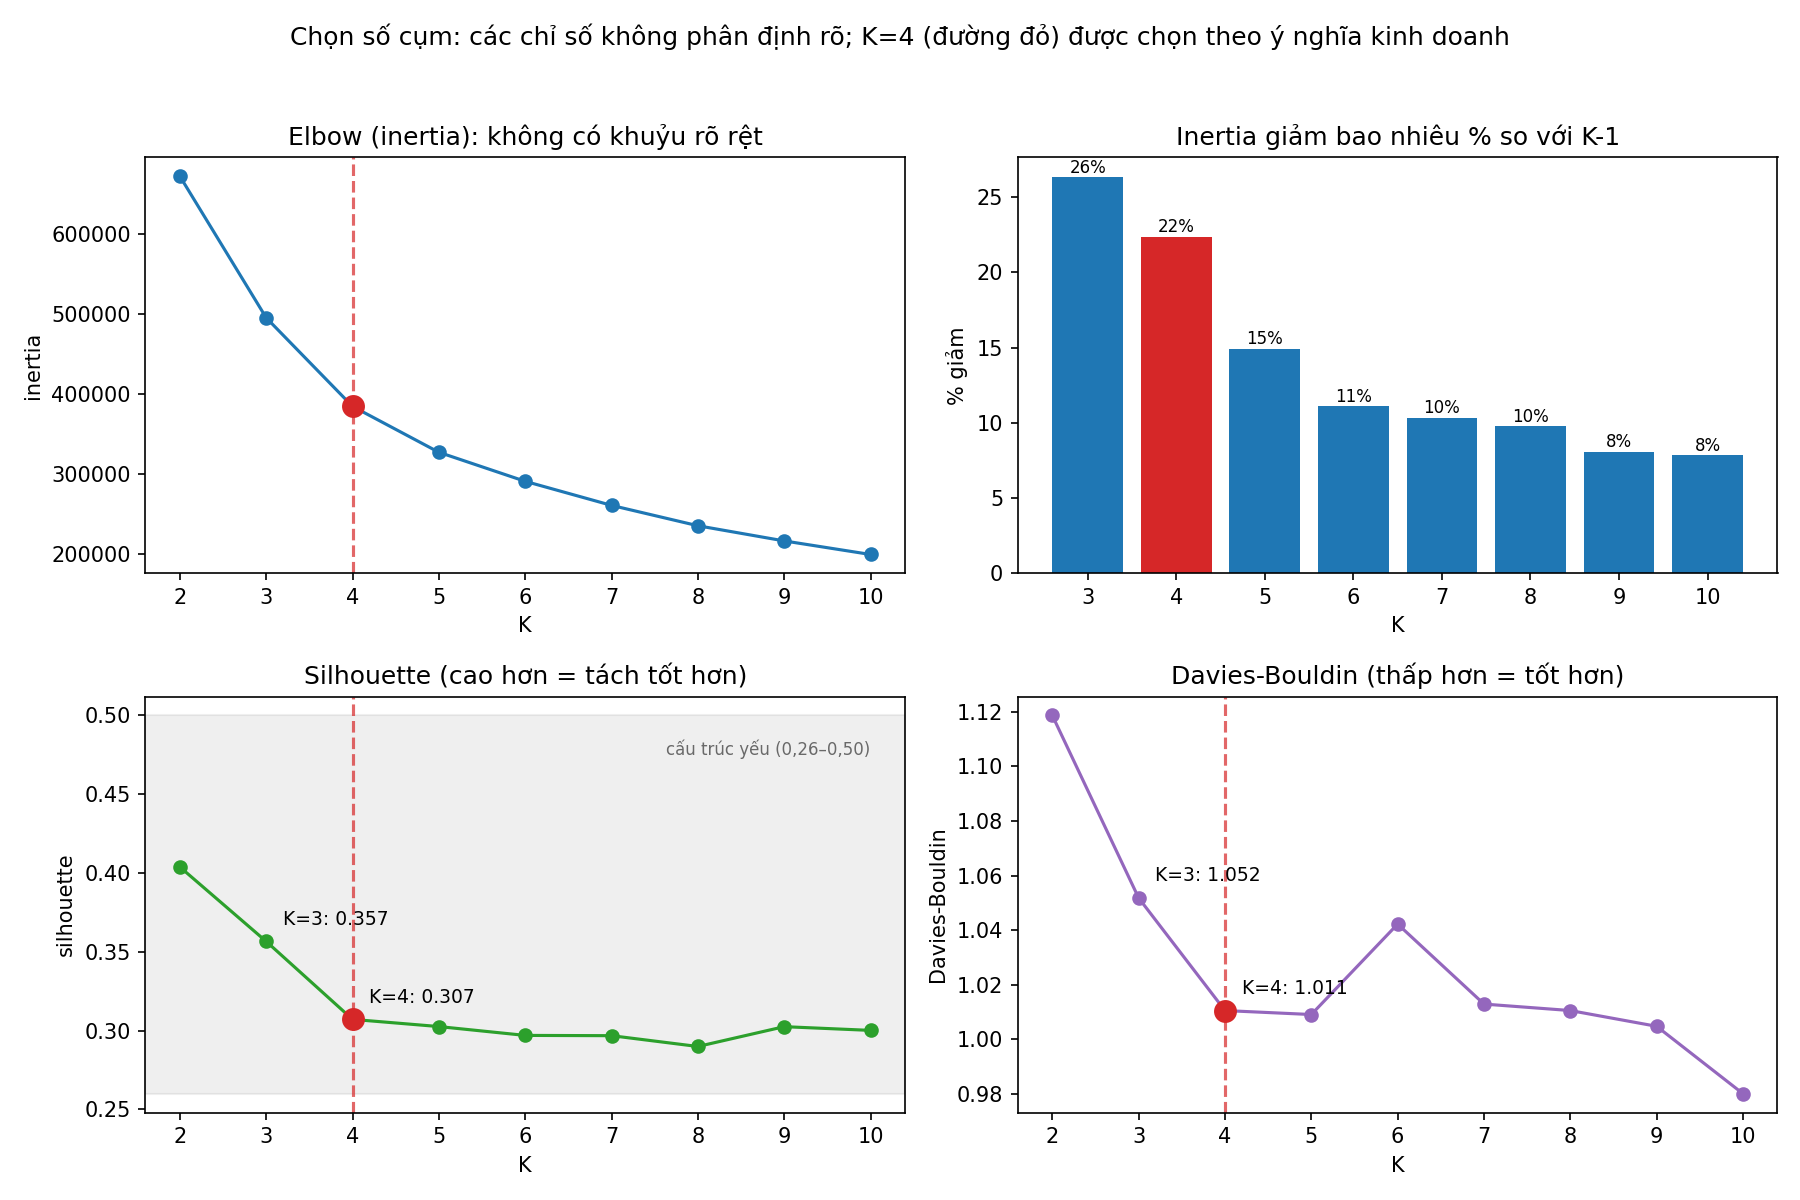 Chọn số cụm: các chỉ số không phân định rõ; K=4 (đường đỏ) được chọn theo ý nghĩa kinh doanh
Elbow (inertia): không có khuỷu rõ rệt
600000
500000
400000
300000
200000
inertia
2 3 4 5 6 7 8 9 10
K
Inertia giảm bao nhiêu % so với K-1
25
20
15
10
5
0
% giảm
26%
22%
15%
11%
10%
10%
8%
8%
3 4 5 6 7 8 9 10
K
Silhouette (cao hơn = tách tốt hơn)
0.50
0.45
0.40
0.35
0.30
0.25
silhouette
cấu trúc yếu (0,26–0,50)
K=3: 0.357
K=4: 0.307
2 3 4 5 6 7 8 9 10
K
Davies-Bouldin (thấp hơn = tốt hơn)
1.12
1.10
1.08
1.06
1.04
1.02
1.00
0.98
Davies-Bouldin
K=3: 1.052
K=4: 1.011
2 3 4 5 6 7 8 9 10
K